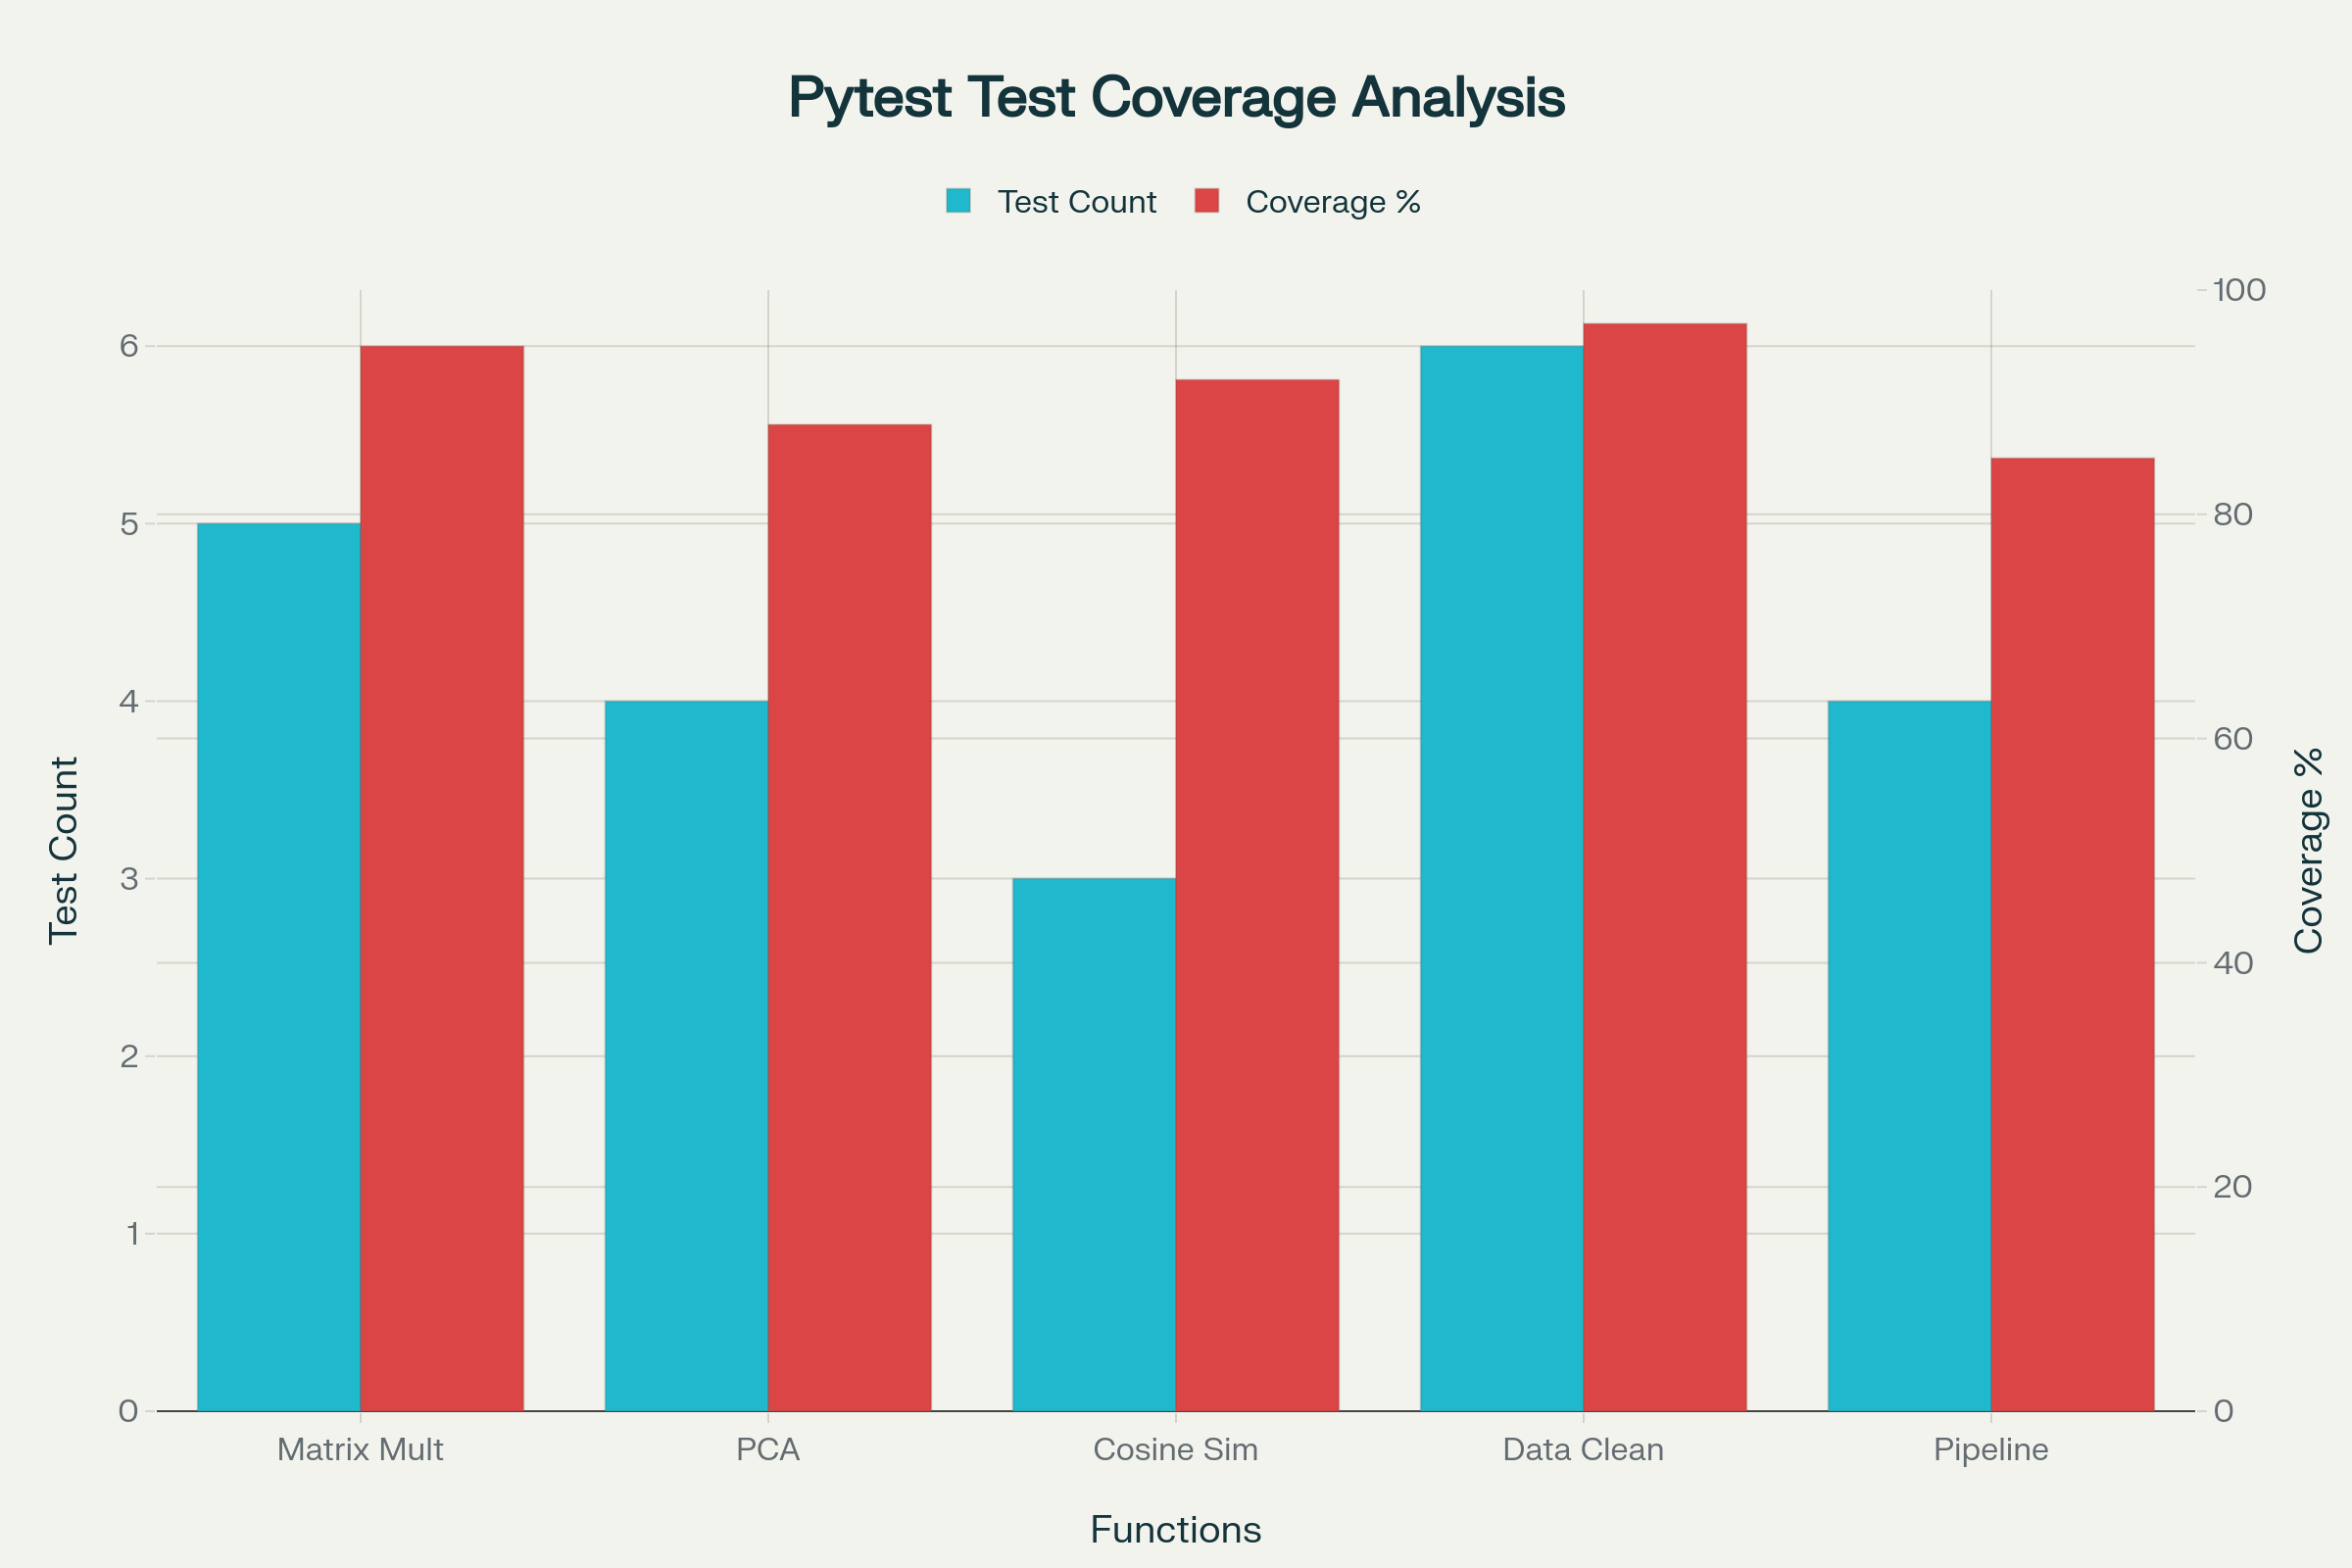 Pytest Test Coverage Analysis
Test Count
Coverage %
100
6
5
80
4
60
3
40
2
20
1
0
0
Test Count
Coverage %
Matrix Mult
PCA
Cosine Sim
Data Clean
Pipeline
Functions